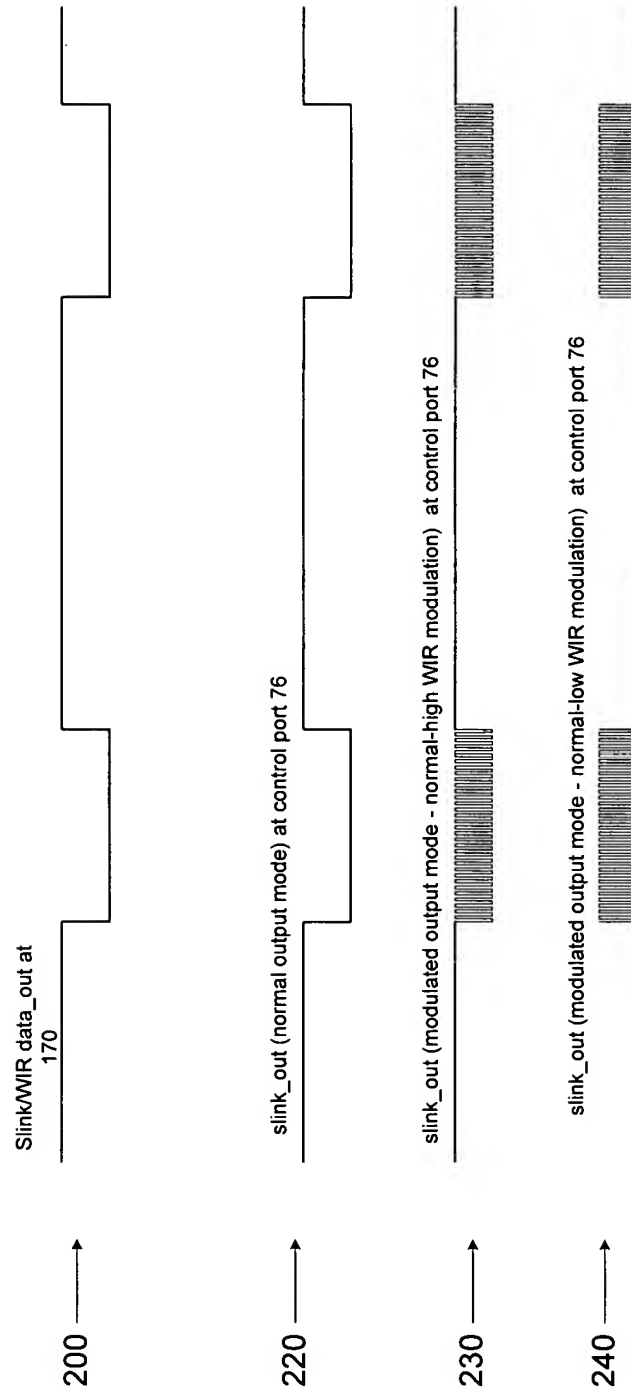 Slink/WIR data_out at
170
200
slink_out (normal output mode) at control port 76
220
slink_out (modulated output mode - normal-high WIR modulation) at control port 76
230
slink_out (modulated output mode - normal-low WIR modulation) at control port 76
240